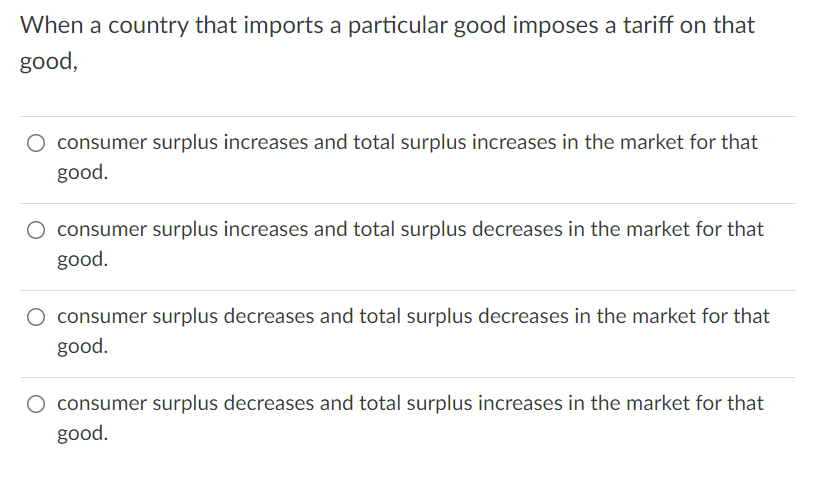 When a country that imports a particular good imposes a tariff on that
good,
consumer surplus increases and total surplus increases in the market for that
good.
consumer surplus increases and total surplus decreases in the market for that
good.
consumer surplus decreases and total surplus decreases in the market for that
good.
consumer surplus decreases and total surplus increases in the market for that
good.